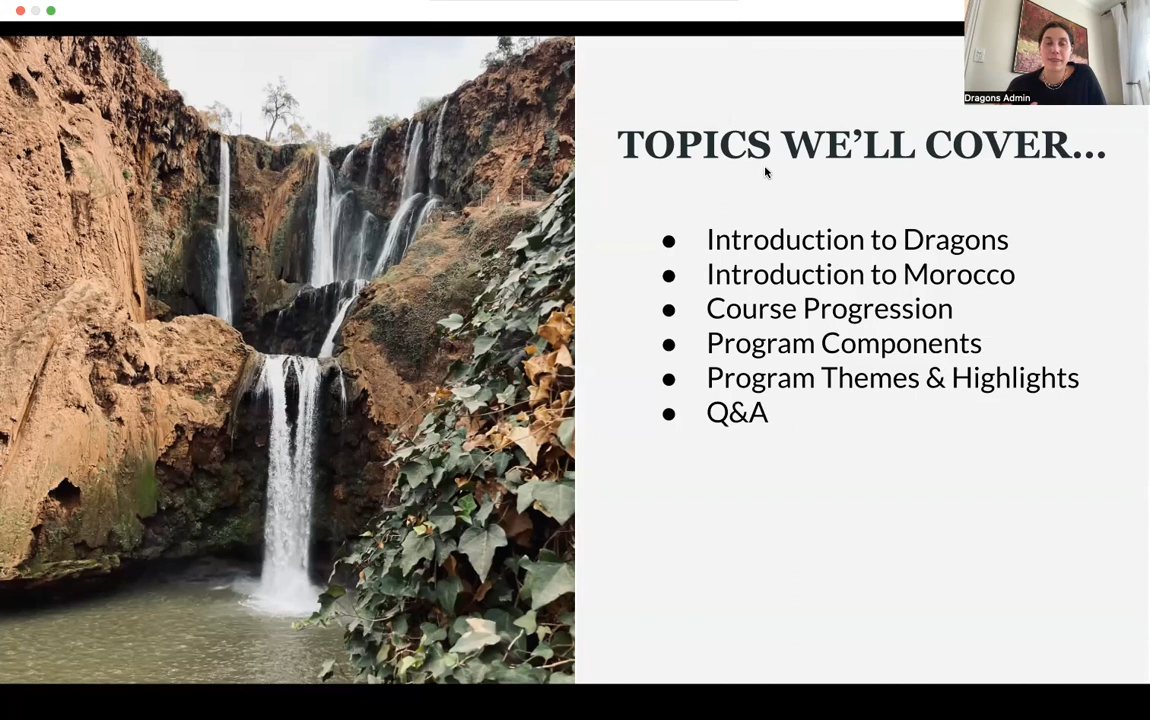 Dragons Admin
TOPICS WE’LL COVER...
● Introduction to Dragons
● Introduction to Morocco
● Course Progression
● Program Components
● Program Themes & Highlights
● Q&A